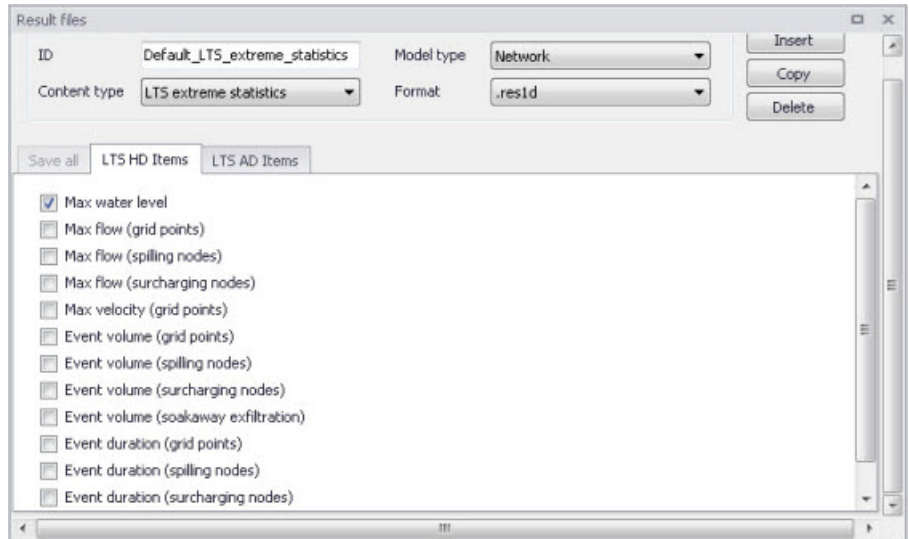 Result files
ID Default_LTS_extreme_statistics Model type Network Insert
Content type LTS extreme statistics Format .res1d Copy
Delete
Save all LTS HD Items LTS AD Items
Max water level
Max flow (grid points)
Max flow (spilling nodes)
Max flow (surcharging nodes)
Max velocity (grid points)
Event volume (grid points)
Event volume (spilling nodes)
Event volume (surcharging nodes)
Event volume (soakaway exfiltration)
Event duration (grid points)
Event duration (spilling nodes)
Event duration (surcharging nodes)